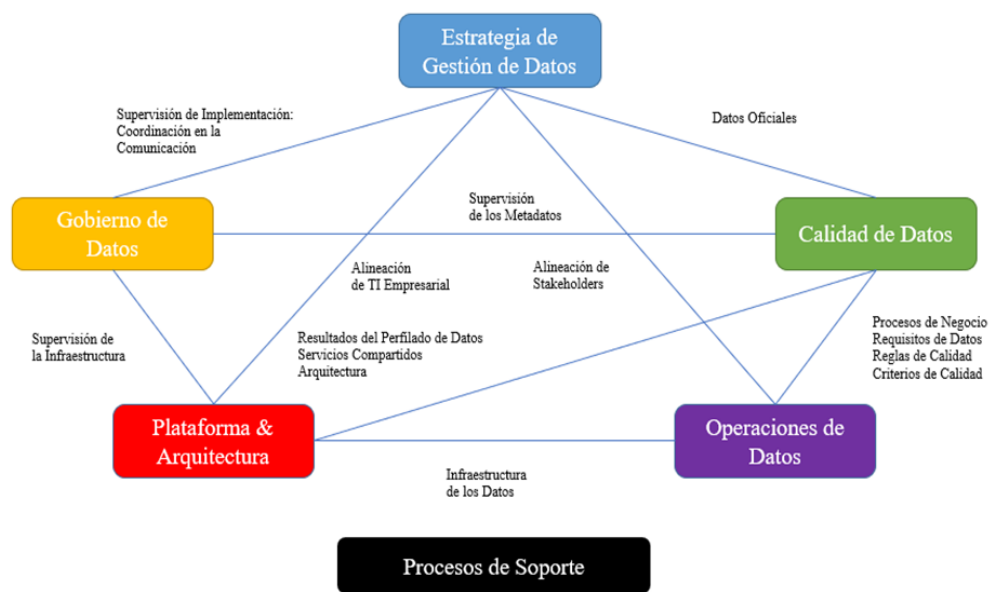 Estrategia de
Gestión de Datos
Supervisión de Implementación:
Coordinación en la
Comunicación
Datos Oficiales
Gobierno de
Datos
Supervisión
de los Metadatos
Calidad de Datos
Alineación
de TI Empresarial
Alineación de
Stakeholders
Supervisión de
la Infraestructura
Resultados del Perfilado de Datos
Servicios Compartidos
Arquitectura
Procesos de Negocio
Requisitos de Datos
Reglas de Calidad
Criterios de Calidad
Plataforma &
Arquitectura
Operaciones de
Datos
Infraestructura
de los Datos
Procesos de Soporte